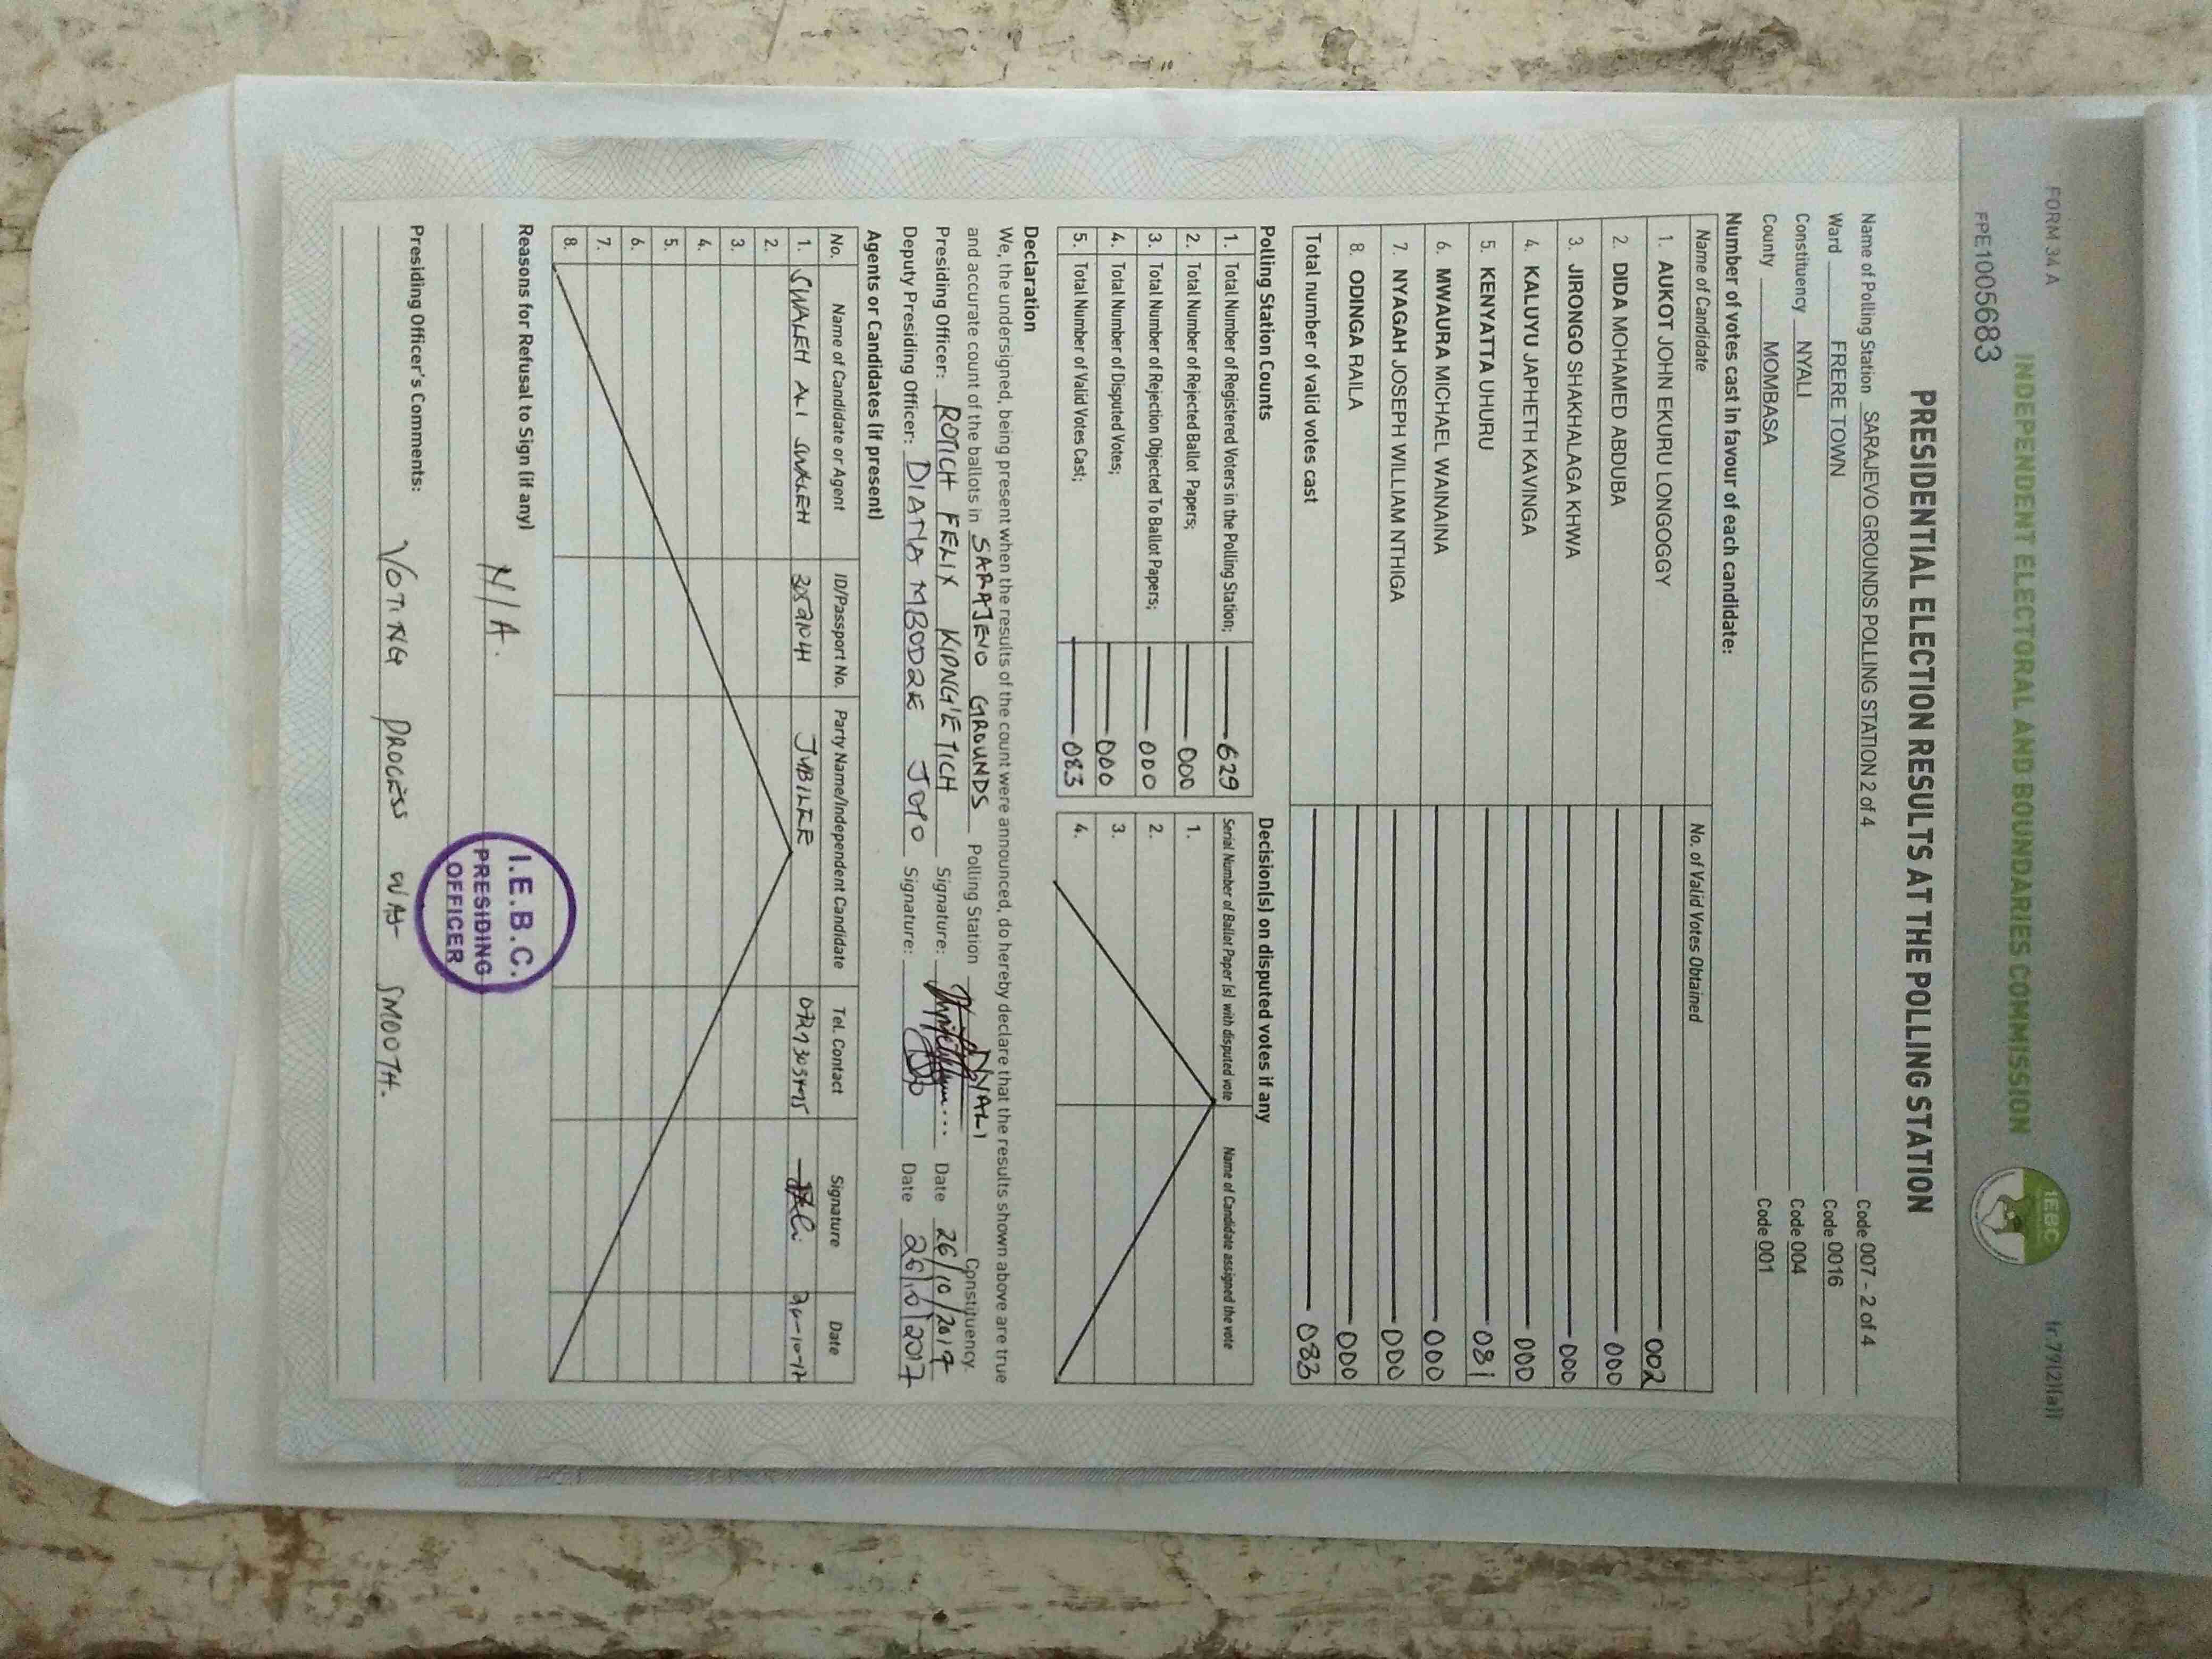 FORM 34 A
(r.79(2)(a))
INDEPENDENT ELECTORAL AND BOUNDARIES COMMISSION
IEBC
FPE1005683
PRESIDENTIAL ELECTION RESULTS AT THE POLLING STATION
Name of Polling Station SARAJEVO GROUNDS POLLING STATION 2 of 4 Code 007 - 2 of 4
Ward FRERE TOWN Code 0016
Constituency NYALI Code 004
County MOMBASA Code 001
Number of votes cast in favour of each candidate:
Name of Candidate No. of Valid Votes Obtained
1. AUKOT JOHN EKURU LONGOGGY 002
2. DIDA MOHAMED ABDUBA 000
3. JIRONGO SHAKHALAGA KHWA 000
4. KALUYU JAPHETH KAVINGA 000
5. KENYATTA UHURU 081
6. MWAURA MICHAEL WAINAINA 000
7. NYAGAH JOSEPH WILLIAM NTHIGA 000
8. ODINGA RAILA 000
Total number of valid votes cast 083
Polling Station Counts
1. Total Number of Registered Voters in the Polling Station; 629
2. Total Number of Rejected Ballot Papers; 000
3. Total Number of Rejection Objected To Ballot Papers; 000
4. Total Number of Disputed Votes; 000
5. Total Number of Valid Votes Cast; 083
Decision(s) on disputed votes if any
Serial Number of Ballot Paper (s) with disputed vote Name of Candidate assigned the vote
1.
2.
3.
4.
Declaration
We, the undersigned, being present when the results of the count were announced, do hereby declare that the results shown above are true
and accurate count of the ballots in SARAJEVO GROUNDS Polling Station NYALI Constituency.
Presiding Officer: ROTICH FELIX KIPNG'ETICH Signature: Date 26/10/2017
Deputy Presiding Officer: DIANA MBODZE JOTO Signature: Date 26/10/2017
Agents or Candidates (if present)
No. Name of Candidate or Agent ID/Passport No. Party Name/Independent Candidate Tel. Contact Signature Date
1. SWALEH ALI SWALEH JUBILEE
2.
3.
4.
5.
6.
7.
8.
Reasons for Refusal to Sign (if any)
N/A.
I.E.B.C.
PRESIDING
OFFICER
Presiding Officer's Comments: VOTING PROCESS WAS SMOOTH.